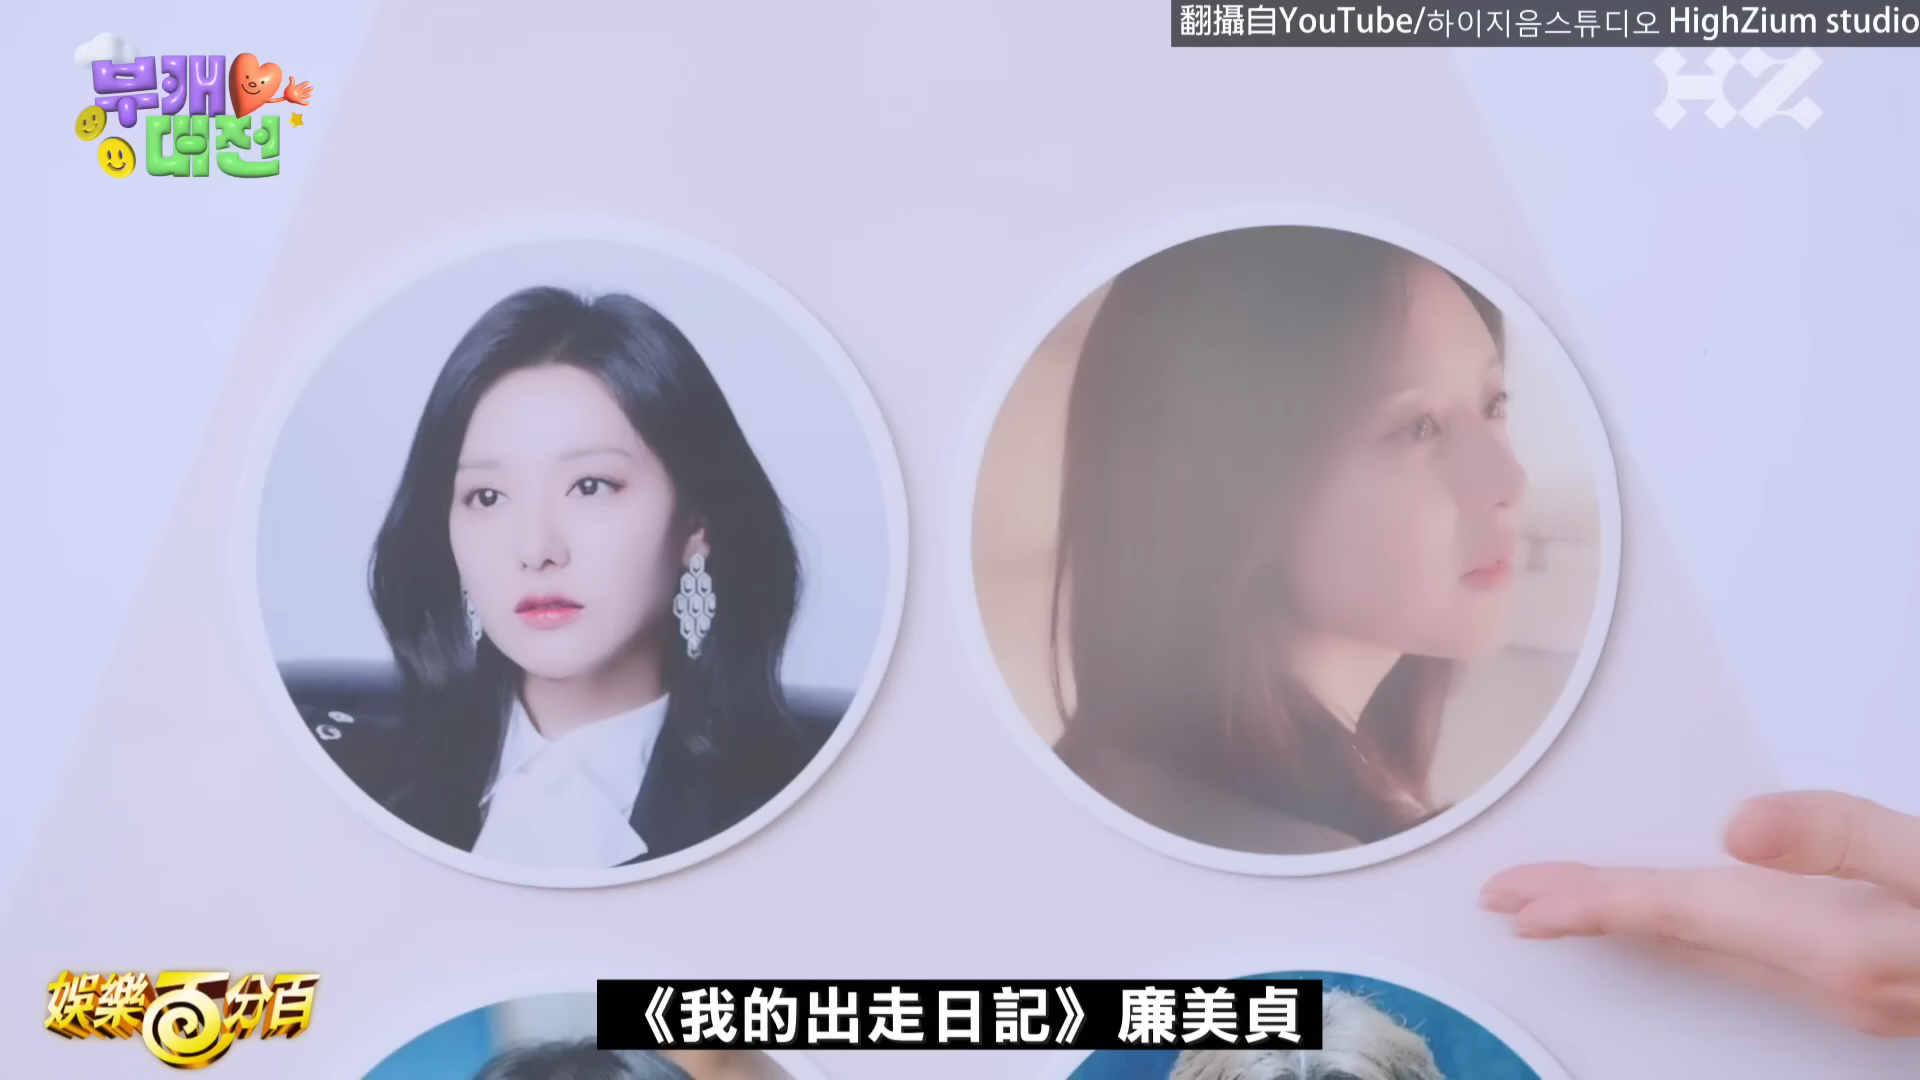 翻攝自YouTube/하이지음스튜디오 HighZium studio
부캐
대전
HZ
娛樂百分百
《我的出走日記》廉美貞